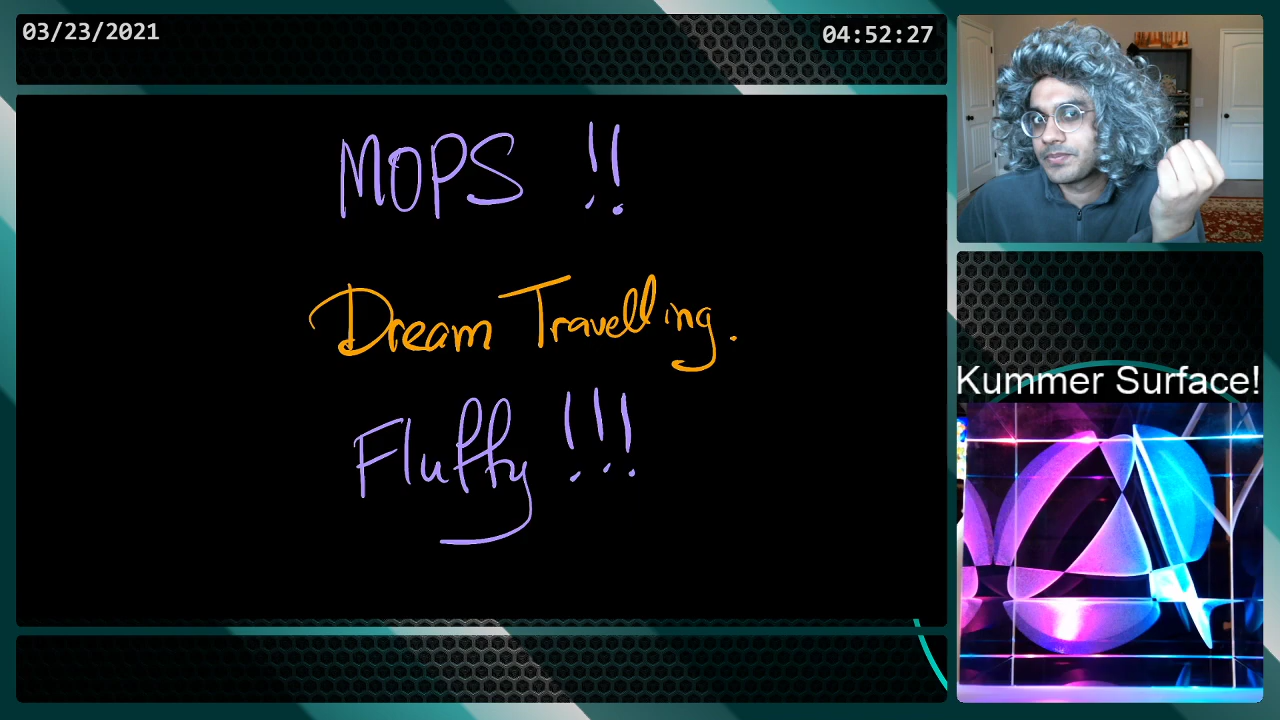 03/23/2021
04:52:27
MOPS !!
Dream Travelling.
Fluffy !!!
Kummer Surface!